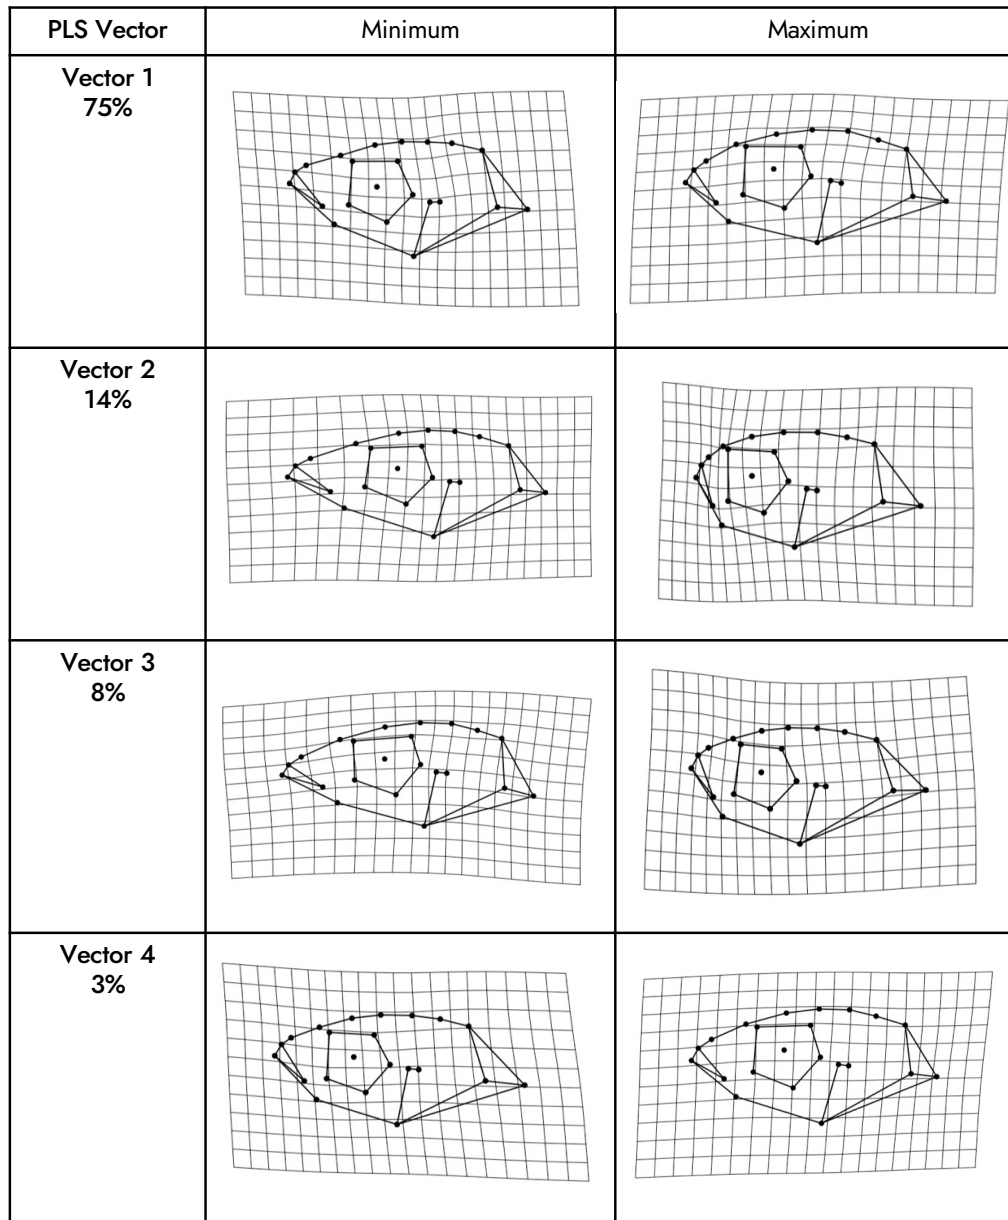 PLS Vector Minimum Maximum
Vector 1
75%
Vector 2
14%
Vector 3
8%
Vector 4
3%